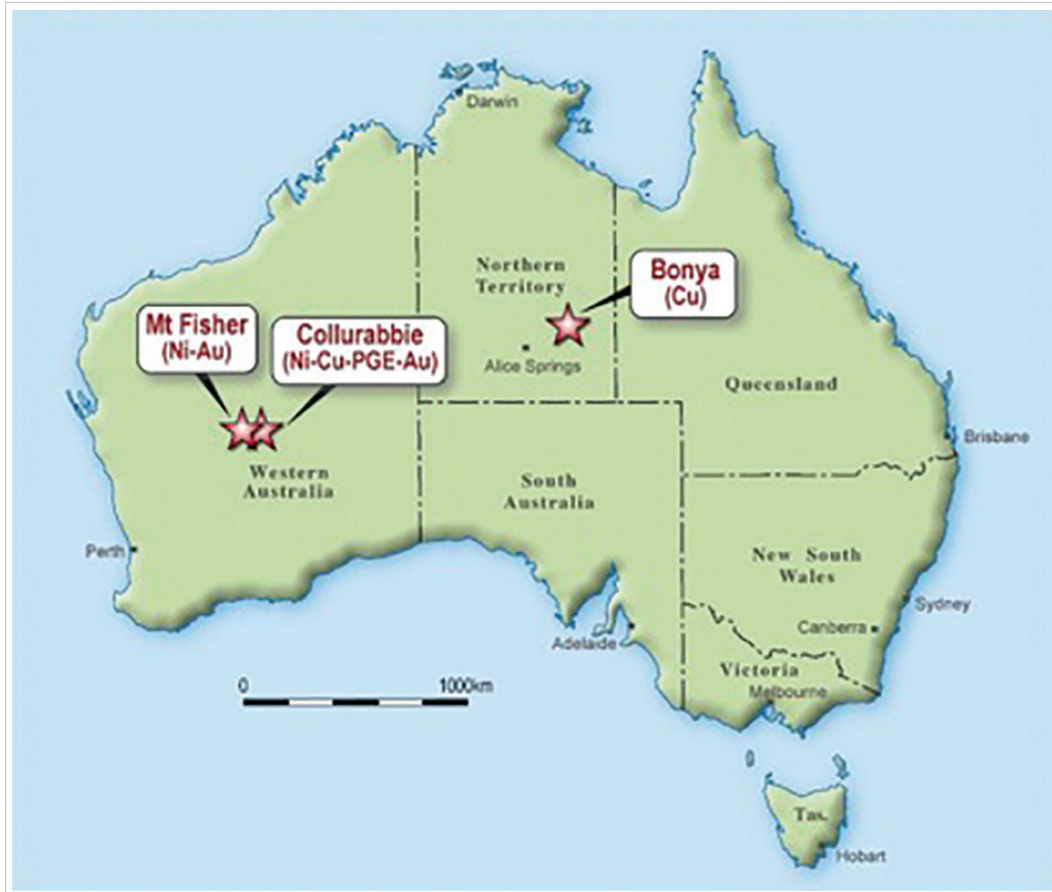 Darwin
Northern
Territory
Bonya
(Cu)
Mt Fisher
(Ni-Au)
Collurabbie
(Ni-Cu-PGE-Au)
Alice Springs
Queensland
Brisbane
Western
Australia
South
Australia
Perth
New South
Wales
Sydney
Canberra
Adelaide
Victoria
Melbourne
0 1000km
Tas.
Hobart